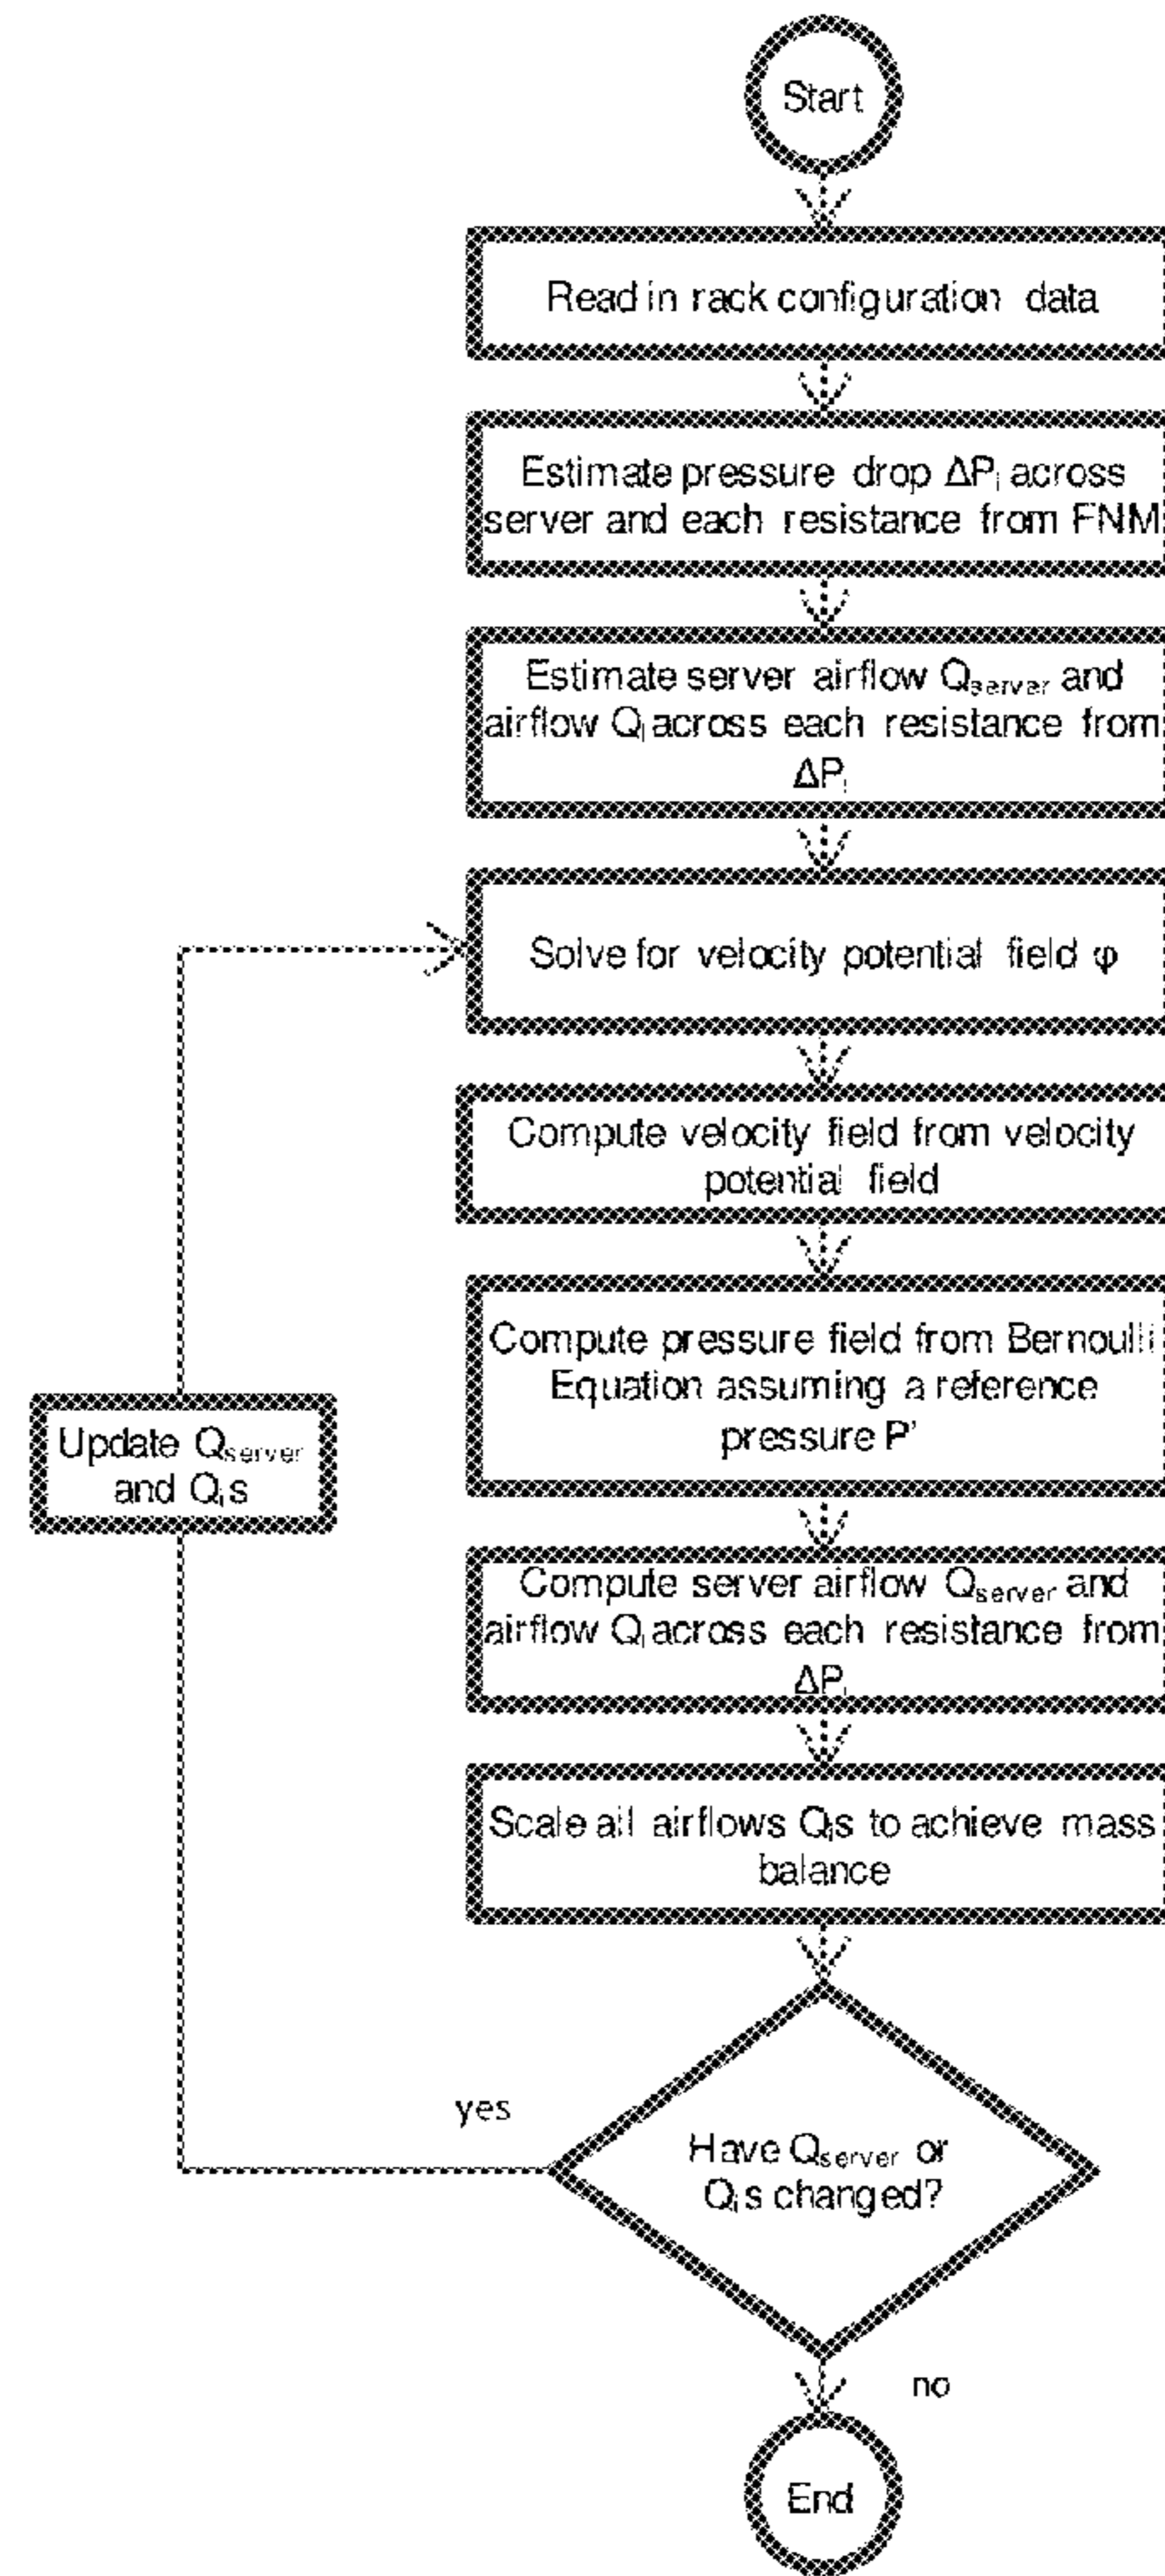 Start
Read in rack configuration data
Estimate pressure drop ΔPᵢ across
server and each resistance from FNM
Estimate server airflow Qserver and
airflow Qᵢ across each resistance from
ΔPᵢ
Solve for velocity potential field φ
Compute velocity field from velocity
potential field
Compute pressure field from Bernoulli
Equation assuming a reference
pressure P'
Update Qserver
and Qᵢs
Compute server airflow Qserver and
airflow Qᵢ across each resistance from
ΔPᵢ
Scale all airflows Qᵢs to achieve mass
balance
yes
Have Qserver or
Qᵢs changed?
no
End